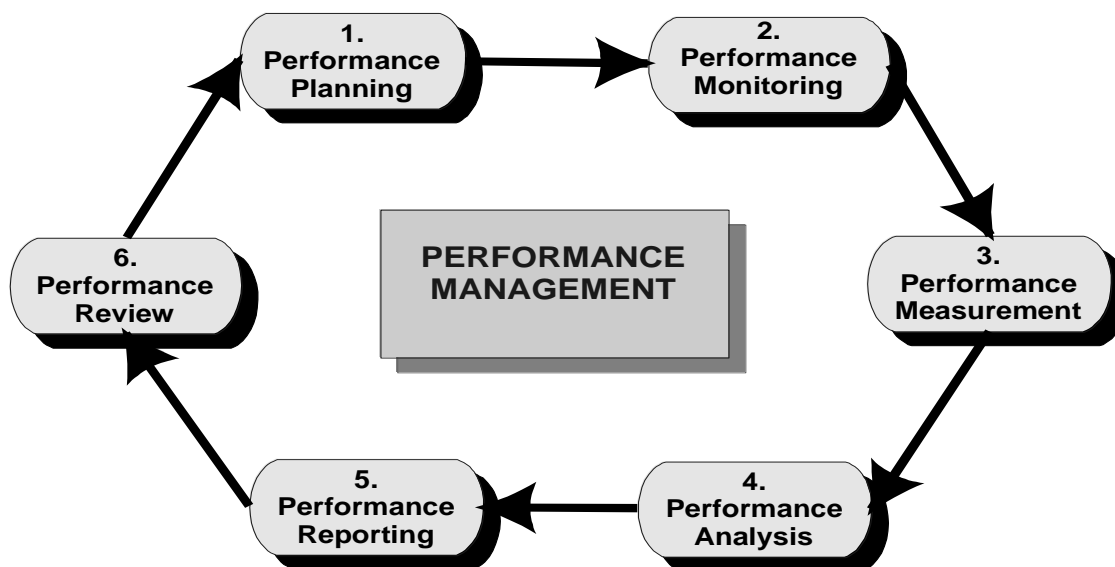 1.
Performance
Planning
2.
Performance
Monitoring
PERFORMANCE
MANAGEMENT
3.
Performance
Measurement
4.
Performance
Analysis
5.
Performance
Reporting
6.
Performance
Review